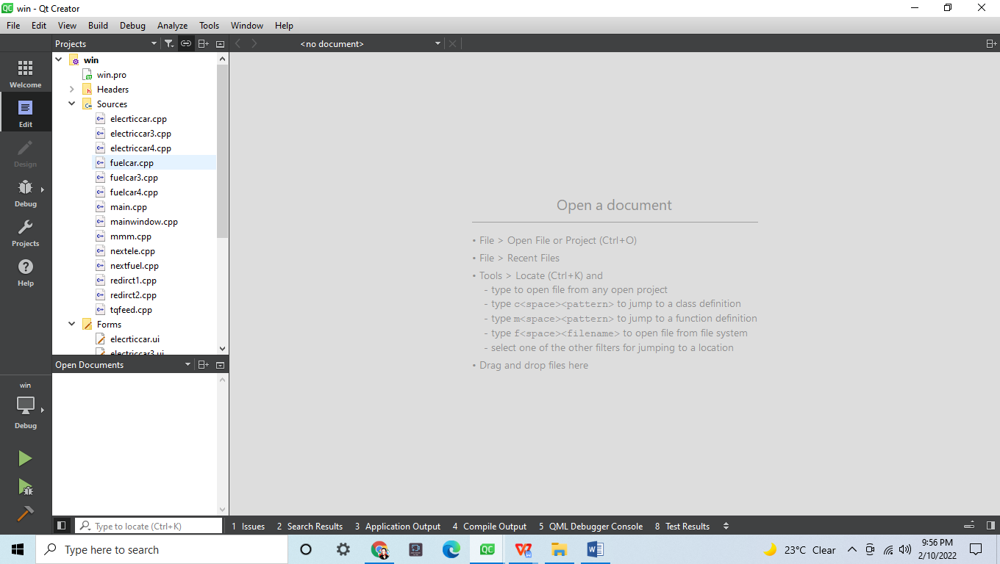 win - Qt Creator
File Edit View Build Debug Analyze Tools Window Help
Projects
<no document>
Welcome
Edit
Design
Debug
Projects
Help
win
win.pro
Headers
Sources
elecrticcar.cpp
electriccar3.cpp
electriccar4.cpp
fuelcar.cpp
fuelcar3.cpp
fuelcar4.cpp
main.cpp
mainwindow.cpp
mmm.cpp
nextele.cpp
nextfuel.cpp
redirct1.cpp
redirct2.cpp
tqfeed.cpp
Forms
elecrticcar.ui
electriccar3.ui
Open Documents
win
Debug
Open a document
• File > Open File or Project (Ctrl+O)
• File > Recent Files
• Tools > Locate (Ctrl+K) and
- type to open file from any open project
- type c<space><pattern> to jump to a class definition
- type m<space><pattern> to jump to a function definition
- type f<space><filename> to open file from file system
- select one of the other filters for jumping to a location
• Drag and drop files here
Type to locate (Ctrl+K)
1 Issues 2 Search Results 3 Application Output 4 Compile Output 5 QML Debugger Console 8 Test Results
Type here to search
23°C Clear
9:56 PM
2/10/2022